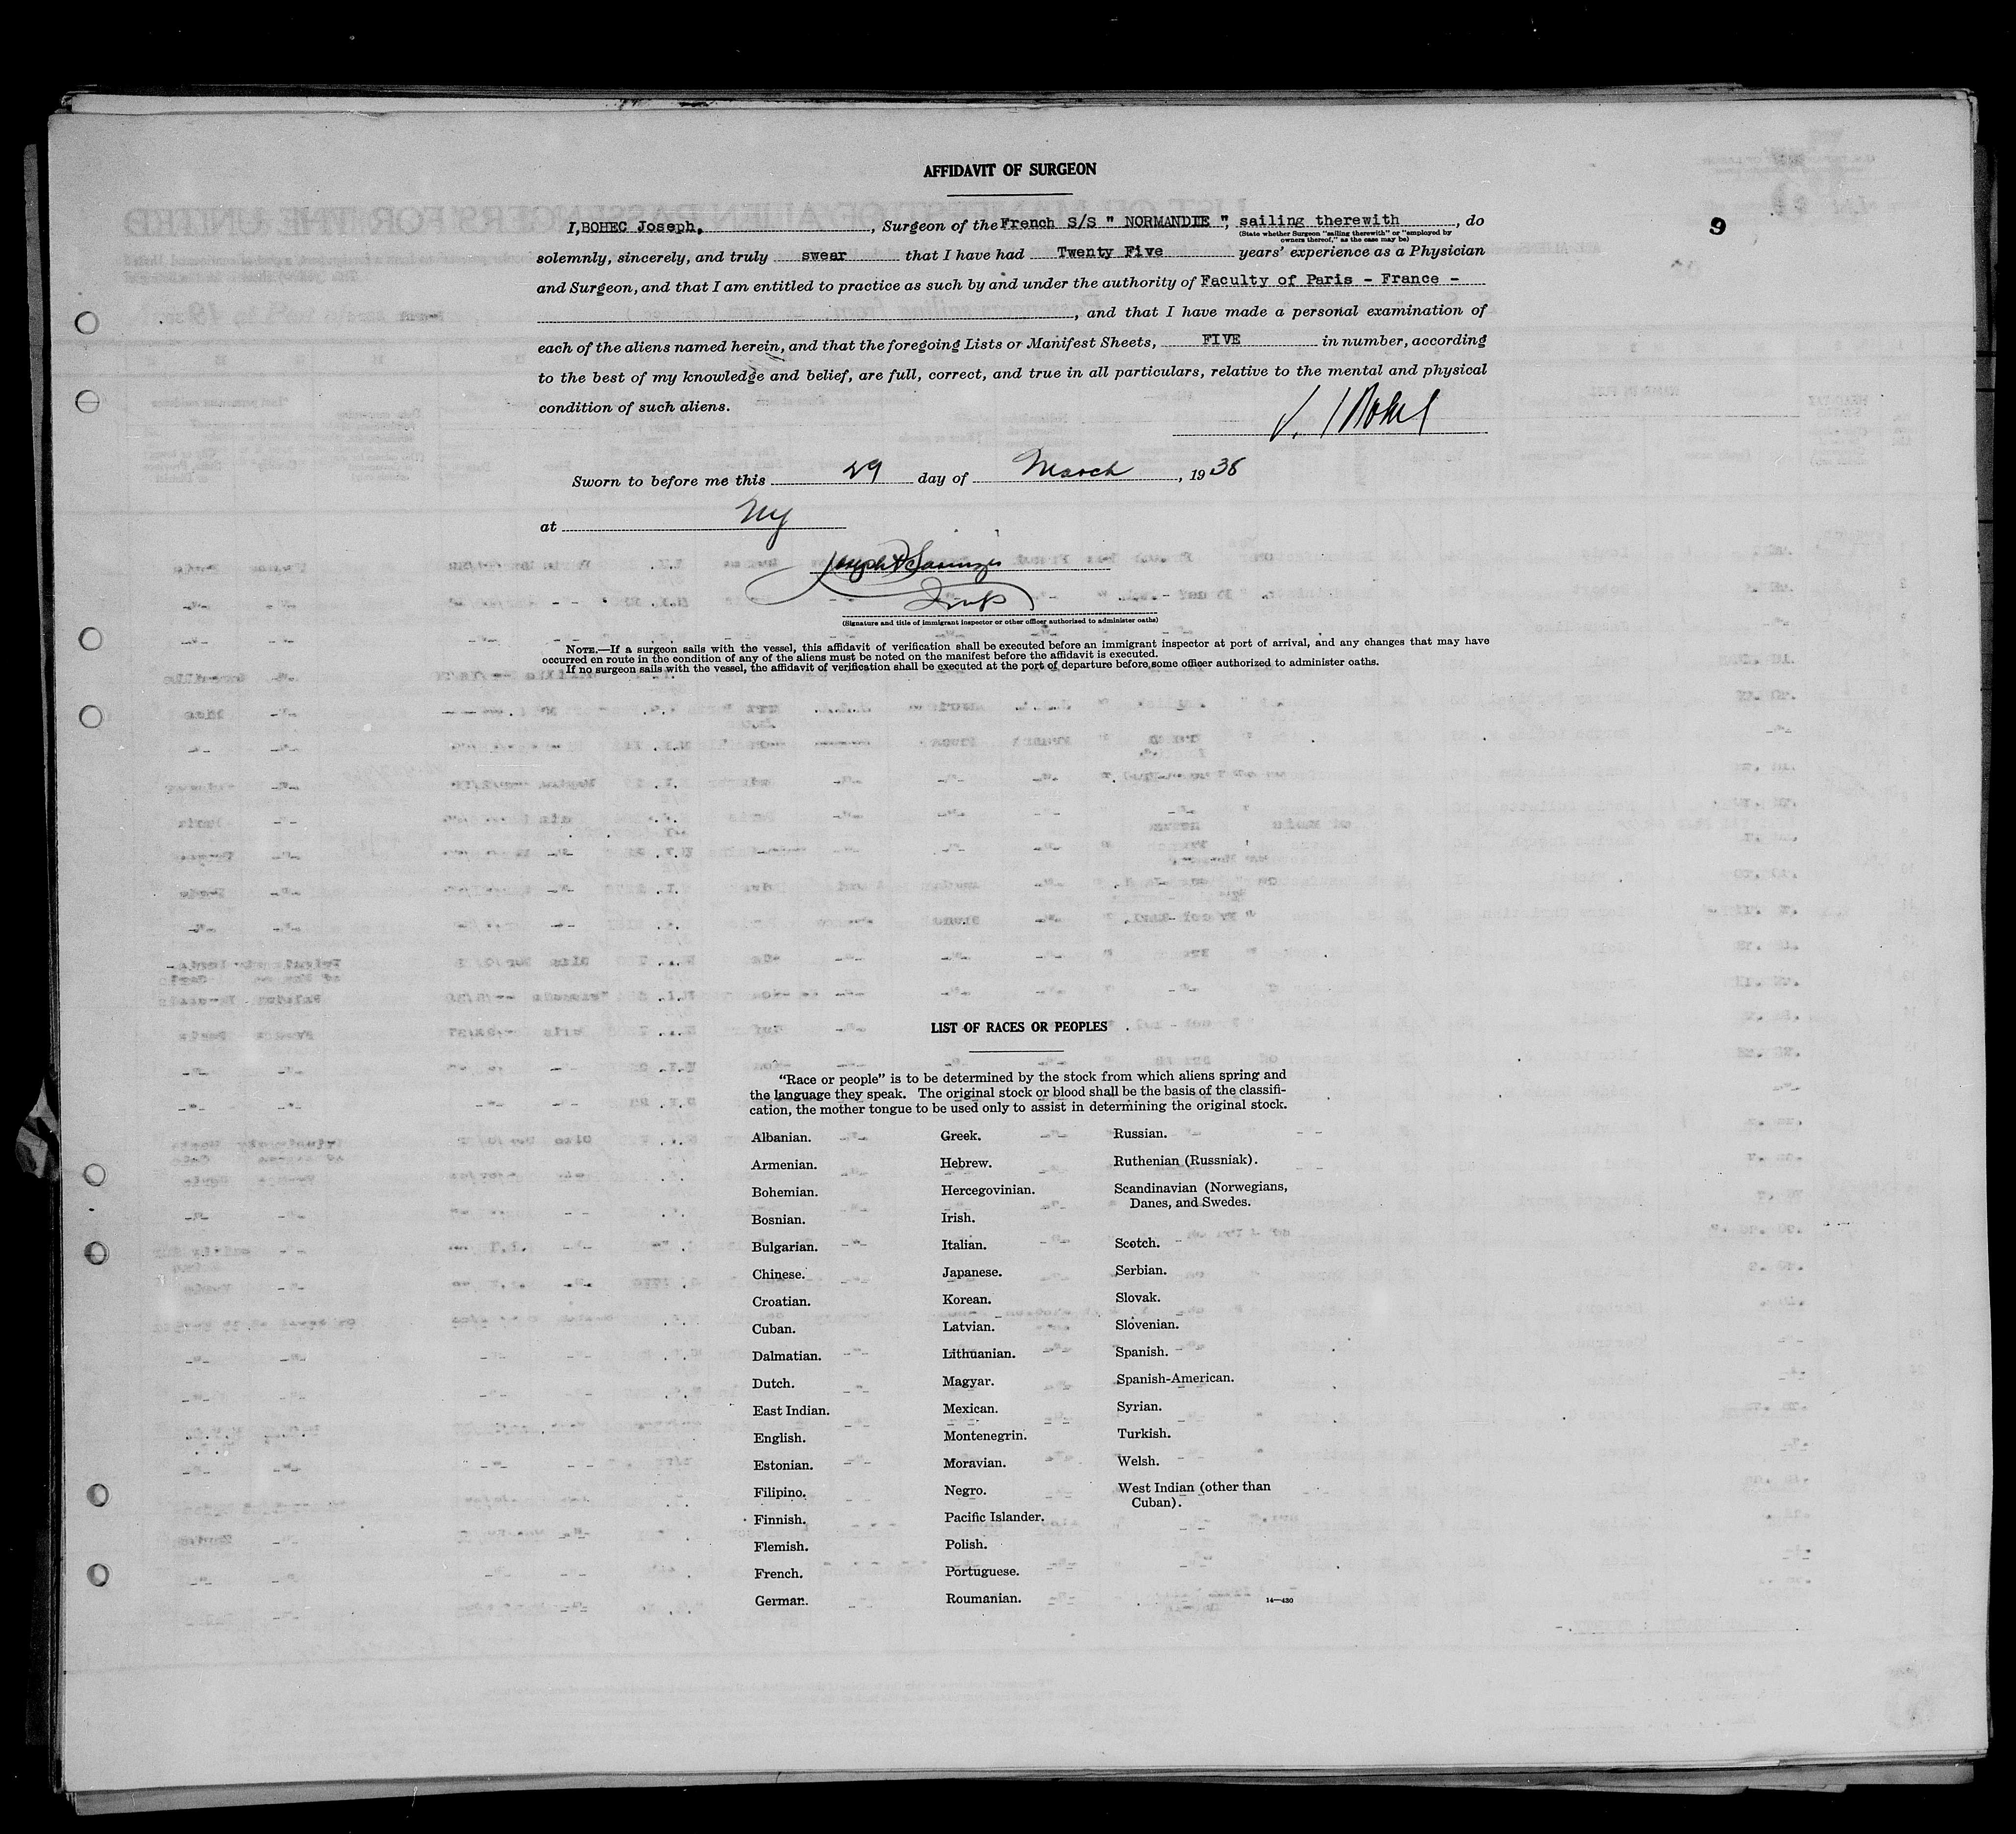 AFFIDAVIT OF SURGEON
9
I, BOHEC Joseph, , Surgeon of the French S/S " NORMANDIE ", sailing therewith , do
(State whether Surgeon "sailing therewith" or "employed by
owners thereof," as the case may be)
solemnly, sincerely, and truly swear that I have had Twenty Five years' experience as a Physician
and Surgeon, and that I am entitled to practice as such by and under the authority of Faculty of Paris - France -
, and that I have made a personal examination of
each of the aliens named herein, and that the foregoing Lists or Manifest Sheets, FIVE in number, according
to the best of my knowledge and belief, are full, correct, and true in all particulars, relative to the mental and physical
condition of such aliens.
Sworn to before me this 29 day of March , 1938
at NY
(Signature and title of immigrant inspector or other officer authorized to administer oaths)
NOTE.—If a surgeon sails with the vessel, this affidavit of verification shall be executed before an immigrant inspector at port of arrival, and any changes that may have
occurred en route in the condition of any of the aliens must be noted on the manifest before the affidavit is executed.
If no surgeon sails with the vessel, the affidavit of verification shall be executed at the port of departure before some officer authorized to administer oaths.
LIST OF RACES OR PEOPLES
"Race or people" is to be determined by the stock from which aliens spring and
the language they speak. The original stock or blood shall be the basis of the classifi-
cation, the mother tongue to be used only to assist in determining the original stock.
Albanian.
Armenian.
Bohemian.
Bosnian.
Bulgarian.
Chinese.
Croatian.
Cuban.
Dalmatian.
Dutch.
East Indian.
English.
Estonian.
Filipino.
Finnish.
Flemish.
French.
German.
Greek.
Hebrew.
Hercegovinian.
Irish.
Italian.
Japanese.
Korean.
Latvian.
Lithuanian.
Magyar.
Mexican.
Montenegrin.
Moravian.
Negro.
Pacific Islander.
Polish.
Portuguese.
Roumanian.
Russian.
Ruthenian (Russniak).
Scandinavian (Norwegians,
Danes, and Swedes.
Scotch.
Serbian.
Slovak.
Slovenian.
Spanish.
Spanish-American.
Syrian.
Turkish.
Welsh.
West Indian (other than
Cuban).
14—430